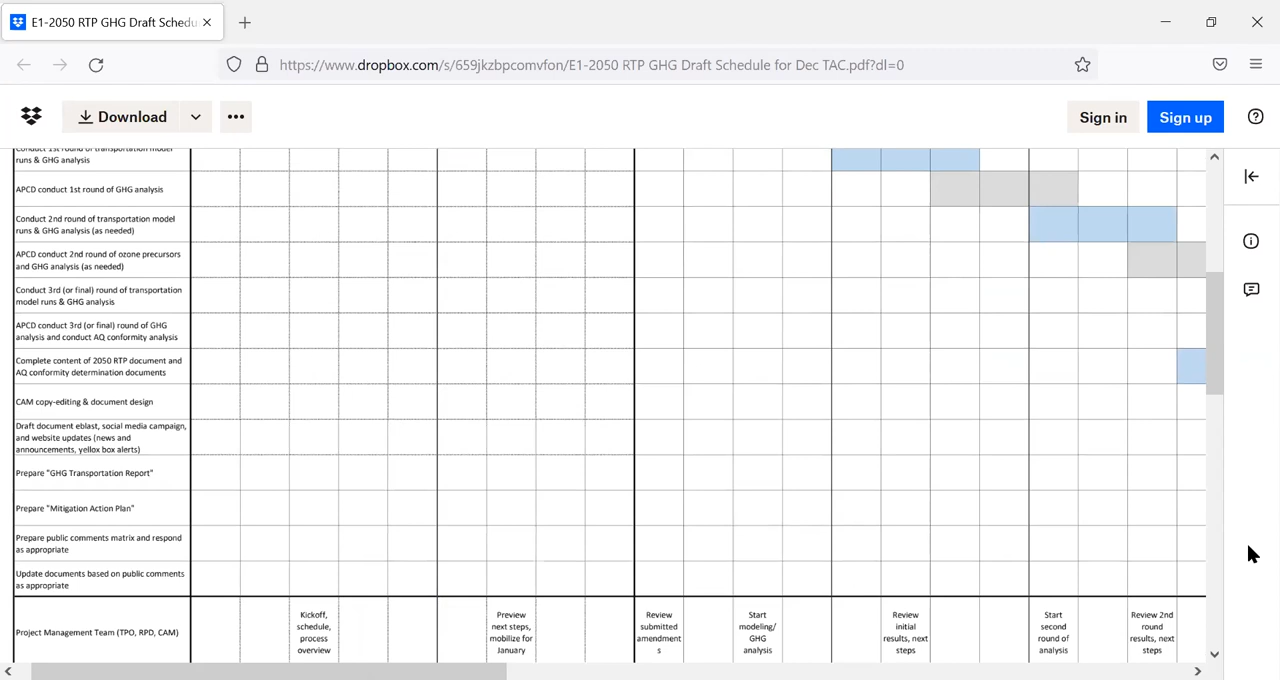 E1-2050 RTP GHG Draft Schedu
https://www.dropbox.com/s/659jkzbpcomvfon/E1-2050 RTP GHG Draft Schedule for Dec TAC.pdf?dl=0
Download
Sign in
Sign up
Conduct 1st round of transportation model
runs & GHG analysis
APCD conduct 1st round of GHG analysis
Conduct 2nd round of transportation model
runs & GHG analysis (as needed)
APCD conduct 2nd round of ozone precursors
and GHG analysis (as needed)
Conduct 3rd (or final) round of transportation
model runs & GHG analysis
APCD conduct 3rd (or final) round of GHG
analysis and conduct AQ conformity analysis
Complete content of 2050 RTP document and
AQ conformity determination documents
CAM copy-editing & document design
Draft document eblast, social media campaign,
and website updates (news and
announcements, yellox box alerts)
Prepare "GHG Transportation Report"
Prepare "Mitigation Action Plan"
Prepare public comments matrix and respond
as appropriate
Update documents based on public comments
as appropriate
Project Management Team (TPO, RPD, CAM)
Kickoff,
schedule,
process
overview
Preview
next steps,
mobilize for
January
Review
submitted
amendment
s
Start
modeling/
GHG
analysis
Review
initial
results, next
steps
Start
second
round of
analysis
Review 2nd
round
results, next
steps